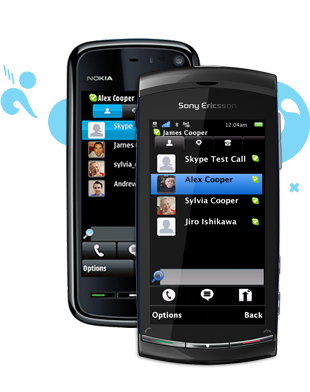 NOKIA
Alex Cooper
Skype
James
sylvia_
Andrew
Options
Sony Ericsson
12:04am
James Cooper
Skype Test Call
Alex Cooper
Sylvia Cooper
Jiro Ishikawa
Options
Back